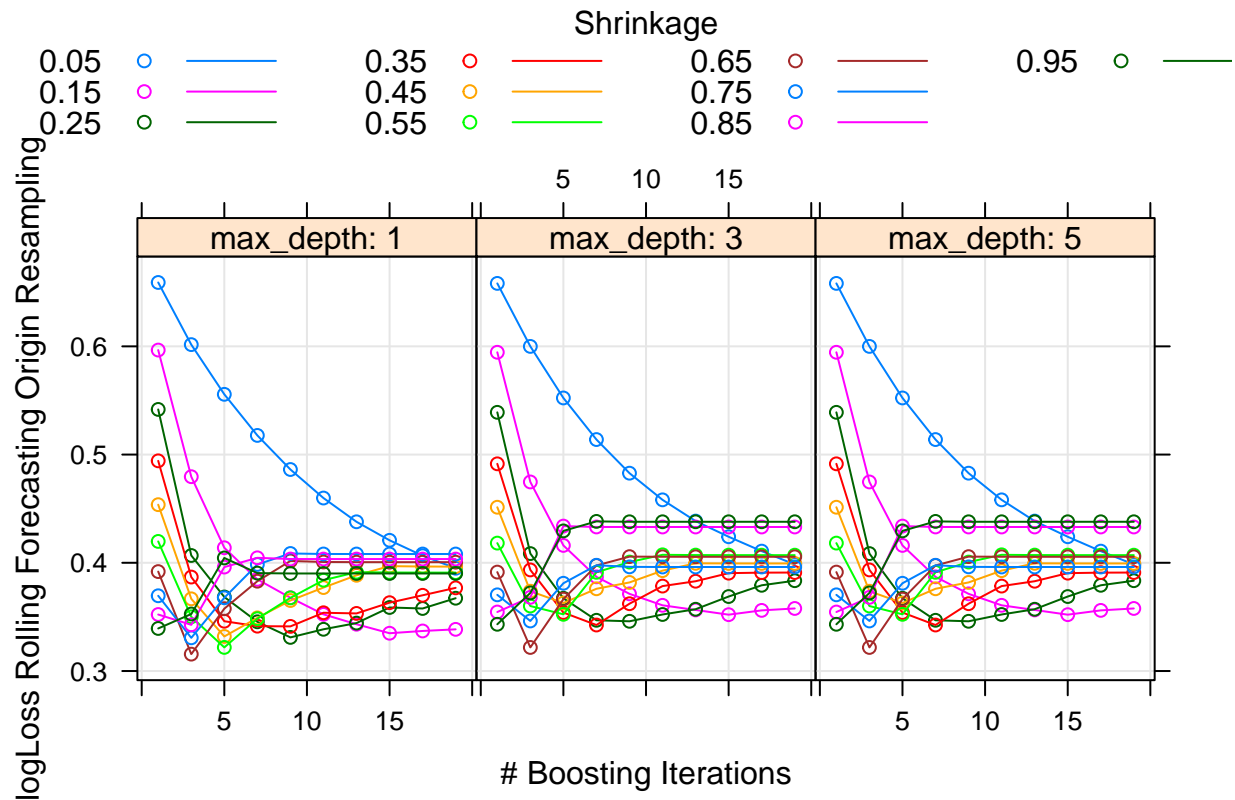 Shrinkage
0.05 0.35 0.65 0.95
0.15 0.45 0.75
0.25 0.55 0.85
5 10 15
max_depth: 1 max_depth: 3 max_depth: 5
logLoss Rolling Forecasting Origin Resampling
0.6
0.5
0.4
0.3
5 10 15 5 10 15
# Boosting Iterations